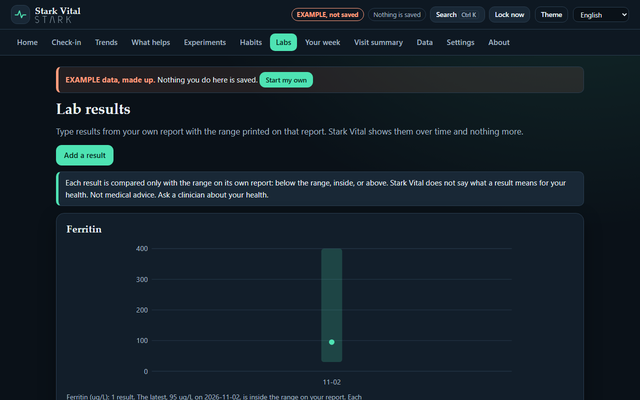 Stark Vital
STARK
EXAMPLE, not saved
Nothing is saved
Search Ctrl K
Lock now
Theme
English
Home Check-in Trends What helps Experiments Habits Labs Your week Visit summary Data Settings About
EXAMPLE data, made up. Nothing you do here is saved. Start my own
Lab results
Type results from your own report with the range printed on that report. Stark Vital shows them over time and nothing more.
Add a result
Each result is compared only with the range on its own report: below the range, inside, or above. Stark Vital does not say what a result means for your
health. Not medical advice. Ask a clinician about your health.
Ferritin
400
300
200
100
0
11-02
Ferritin (ug/L): 1 result. The latest, 95 ug/L on 2026-11-02, is inside the range on your report. Each